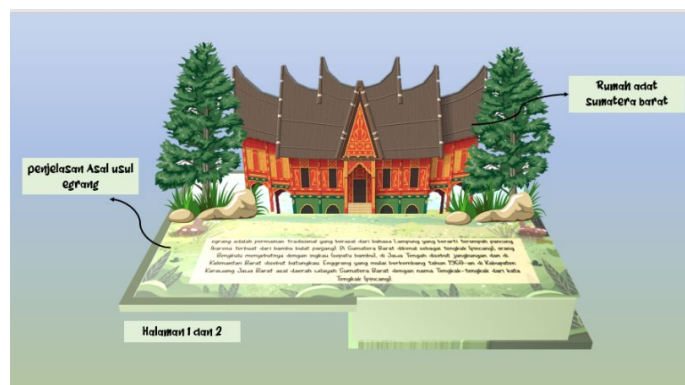 Rumah adat
sumatera barat
penjelasan Asal usul
egrang
egrang adalah permainan tradisional yang berasal dari bahasa Lampung yang berarti terompah pancung
(karena terbuat dari bambu bulat panjang). Di Sumatera Barat dikenal sebagai tengkak (pincang), orang
Bengkulu menyebutnya dengan ingkau (sepatu bambu), di Jawa Tengah disebut jangkungan dan di
Kalimantan Barat disebut batungkau. Enggrang yang mulai berkembang tahun 1960-an di Kabupaten
Karawang Jawa Barat asal daerah wilayah Sumatera Barat dengan nama Tengkak-tengkak dari kata
Tengkak (pincang).
Halaman 1 dan 2